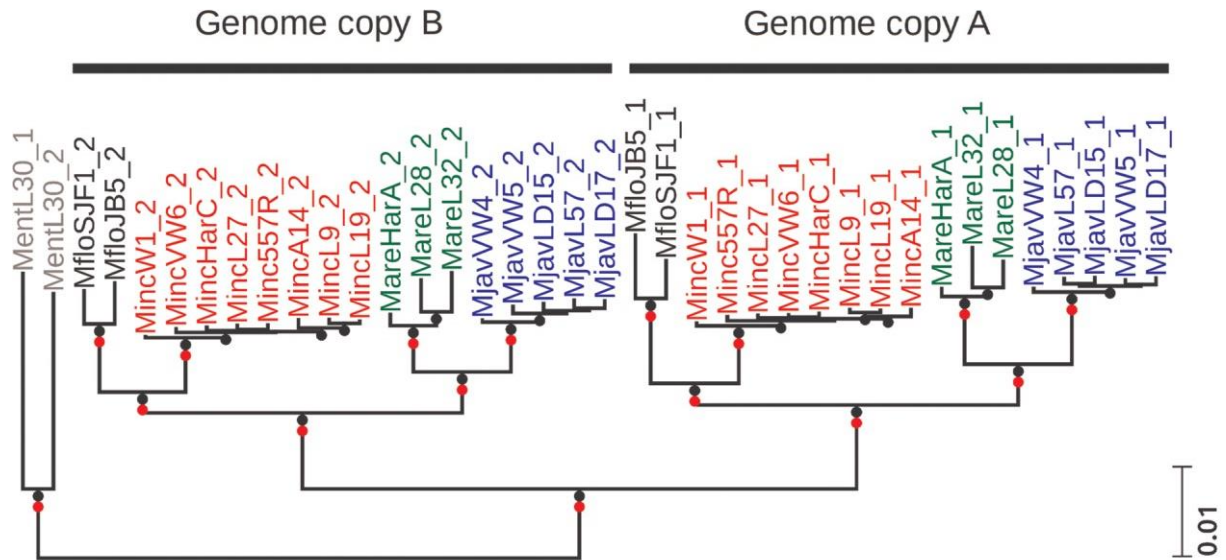 Genome copy B
Genome copy A
MentL30_1
MentL30_2
MfloSJF1_2
MfloJB5_2
MincW1_2
MincVW6_2
MincHarC_2
MincL27_2
Minc557R_2
MincA14_2
MincL9_2
MincL19_2
MareHarA_2
MareL28_2
MareL32_2
MjavVW4_2
MjavVW5_2
MjavLD15_2
MjavL57_2
MjavLD17_2
MfloJB5_1
MfloSJF1_1
MincW1_1
Minc557R_1
MincL27_1
MincVW6_1
MincHarC_1
MincL9_1
MincL19_1
MincA14_1
MareHarA_1
MareL32_1
MareL28_1
MjavVW4_1
MjavL57_1
MjavLD15_1
MjavVW5_1
MjavLD17_1
0.01